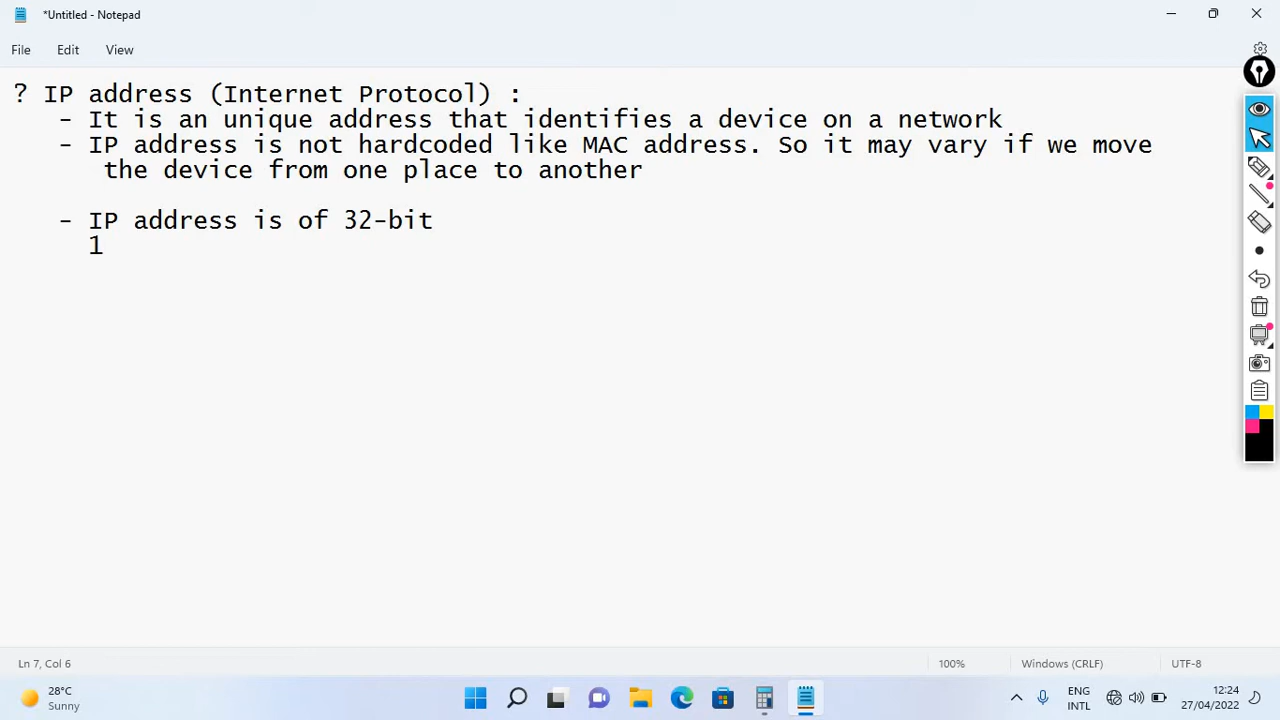 *Untitled - Notepad
File Edit View
? IP address (Internet Protocol) :
- It is an unique address that identifies a device on a network
- IP address is not hardcoded like MAC address. So it may vary if we move
the device from one place to another
- IP address is of 32-bit
1
Ln 7, Col 6 100% Windows (CRLF) UTF-8
28°C
Sunny
ENG
INTL
12:24
27/04/2022